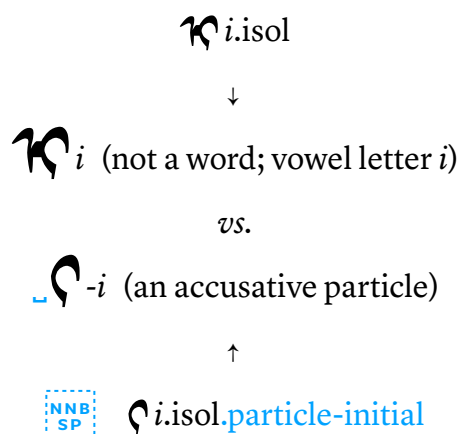 ᠢ i.isol
↓
ᠢ i (not a word; vowel letter i)
vs.
␣ᠢ -i (an accusative particle)
↑
NNB
SP ᠢ i.isol.particle-initial